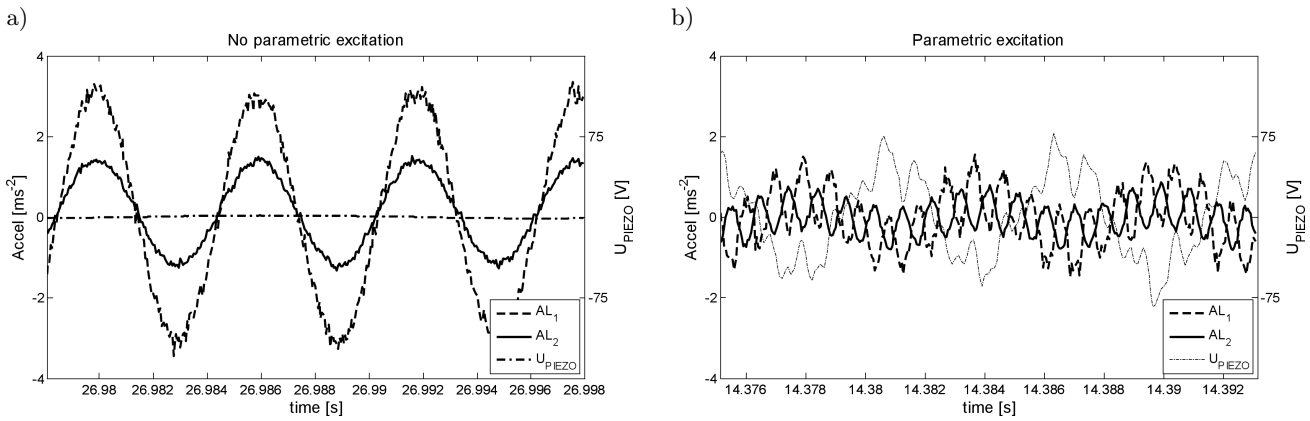 a)
No parametric excitation
4
2
0
-2
-4
Accel [ms⁻²]
75
-75
U_PIEZO [V]
26.98 26.982 26.984 26.986 26.988 26.99 26.992 26.994 26.996 26.998
time [s]
AL₁
AL₂
U_PIEZO
b)
Parametric excitation
4
2
0
-2
-4
Accel [ms⁻²]
75
-75
U_PIEZO [V]
14.376 14.378 14.38 14.382 14.384 14.386 14.388 14.39 14.392
time [s]
AL₁
AL₂
U_PIEZO